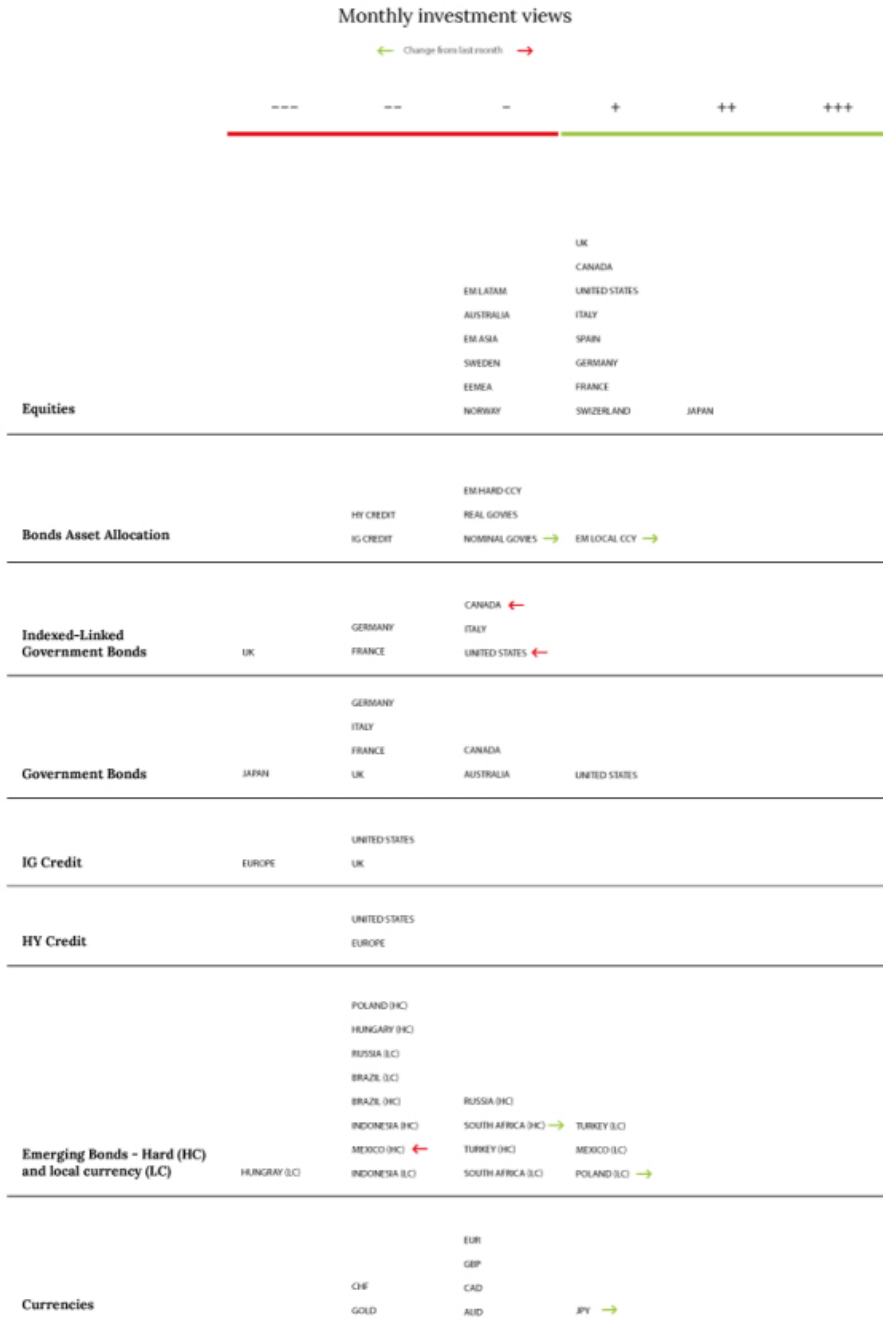 Monthly investment views
← Change from last month →
--- -- - + ++ +++
UK
CANADA
EM LATAM UNITED STATES
AUSTRALIA ITALY
EM ASIA SPAIN
SWEDEN GERMANY
EEMEA FRANCE
Equities NORWAY SWIZERLAND JAPAN
EM HARD CCY
HY CREDIT REAL GOVIES
Bonds Asset Allocation IG CREDIT NOMINAL GOVIES → EM LOCAL CCY →
CANADA ←
GERMANY ITALY
Indexed-Linked
Government Bonds UK FRANCE UNITED STATES ←
GERMANY
ITALY
FRANCE CANADA
Government Bonds JAPAN UK AUSTRALIA UNITED STATES
UNITED STATES
IG Credit EUROPE UK
UNITED STATES
HY Credit EUROPE
POLAND (HC)
HUNGARY (HC)
RUSSIA (LC)
BRAZIL (LC)
BRAZIL (HC) RUSSIA (HC)
INDONESIA (HC) SOUTH AFRICA (HC) → TURKEY (LC)
Emerging Bonds - Hard (HC) MEXICO (HC) ← TURKEY (HC) MEXICO (LC)
and local currency (LC) HUNGRAY (LC) INDONESIA (LC) SOUTH AFRICA (LC) POLAND (LC) →
EUR
GBP
CHF CAD
Currencies GOLD AUD JPY →